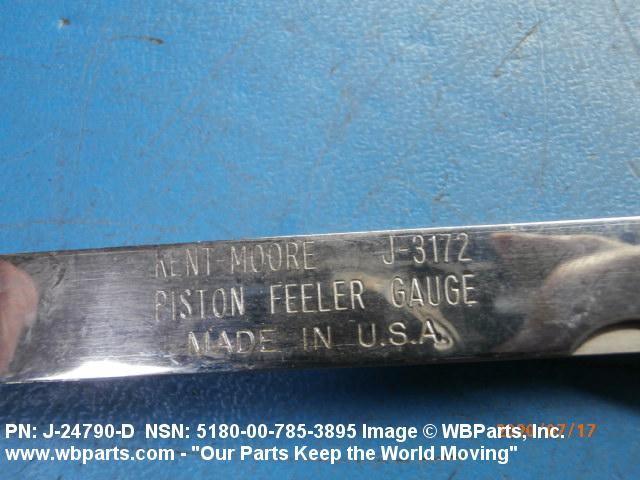 KENT-MOORE J-3172
PISTON FEELER GAUGE
MADE IN U.S.A.
PN: J-24790-D NSN: 5180-00-785-3895 Image © WBParts, Inc.
www.wbparts.com - "Our Parts Keep the World Moving"